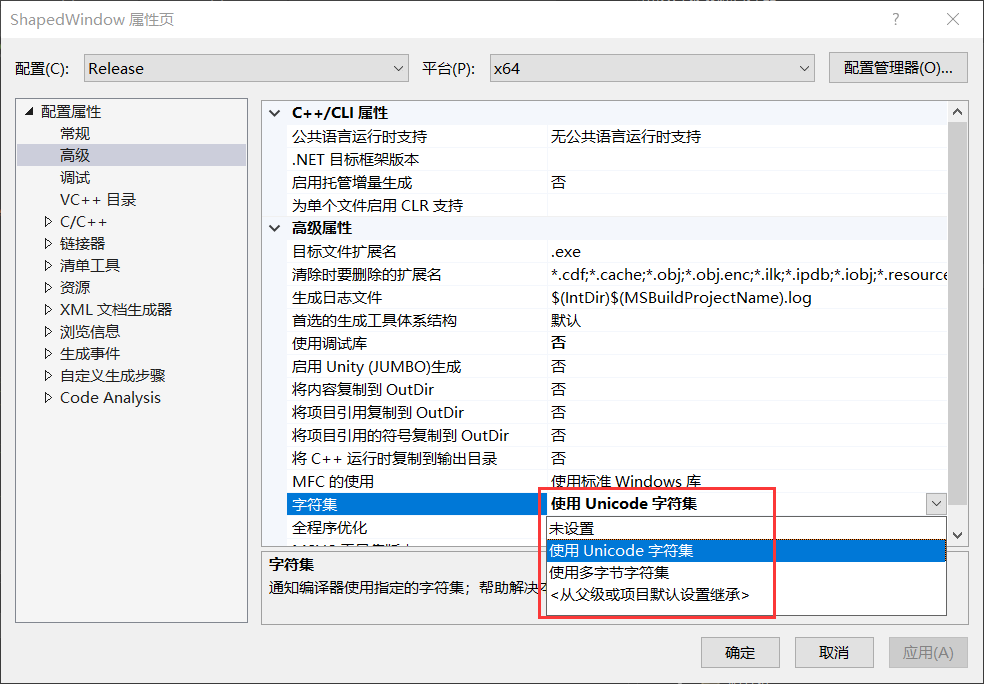 ShapedWindow 属性页
配置(C): Release 平台(P): x64 配置管理器(O)...
配置属性
常规
高级
调试
VC++ 目录
C/C++
链接器
清单工具
资源
XML 文档生成器
浏览信息
生成事件
自定义生成步骤
Code Analysis
C++/CLI 属性
公共语言运行时支持 无公共语言运行时支持
.NET 目标框架版本
启用托管增量生成 否
为单个文件启用 CLR 支持
高级属性
目标文件扩展名 .exe
清除时要删除的扩展名 *.cdf;*.cache;*.obj;*.obj.enc;*.ilk;*.ipdb;*.iobj;*.resource
生成日志文件 $(IntDir)$(MSBuildProjectName).log
首选的生成工具体系结构 默认
使用调试库 否
启用 Unity (JUMBO)生成 否
将内容复制到 OutDir 否
将项目引用复制到 OutDir 否
将项目引用的符号复制到 OutDir 否
将 C++ 运行时复制到输出目录 否
MFC 的使用 使用标准 Windows 库
字符集 使用 Unicode 字符集
全程序优化
未设置
使用 Unicode 字符集
使用多字节字符集
<从父级或项目默认设置继承>
字符集
通知编译器使用指定的字符集；帮助解决
确定 取消 应用(A)